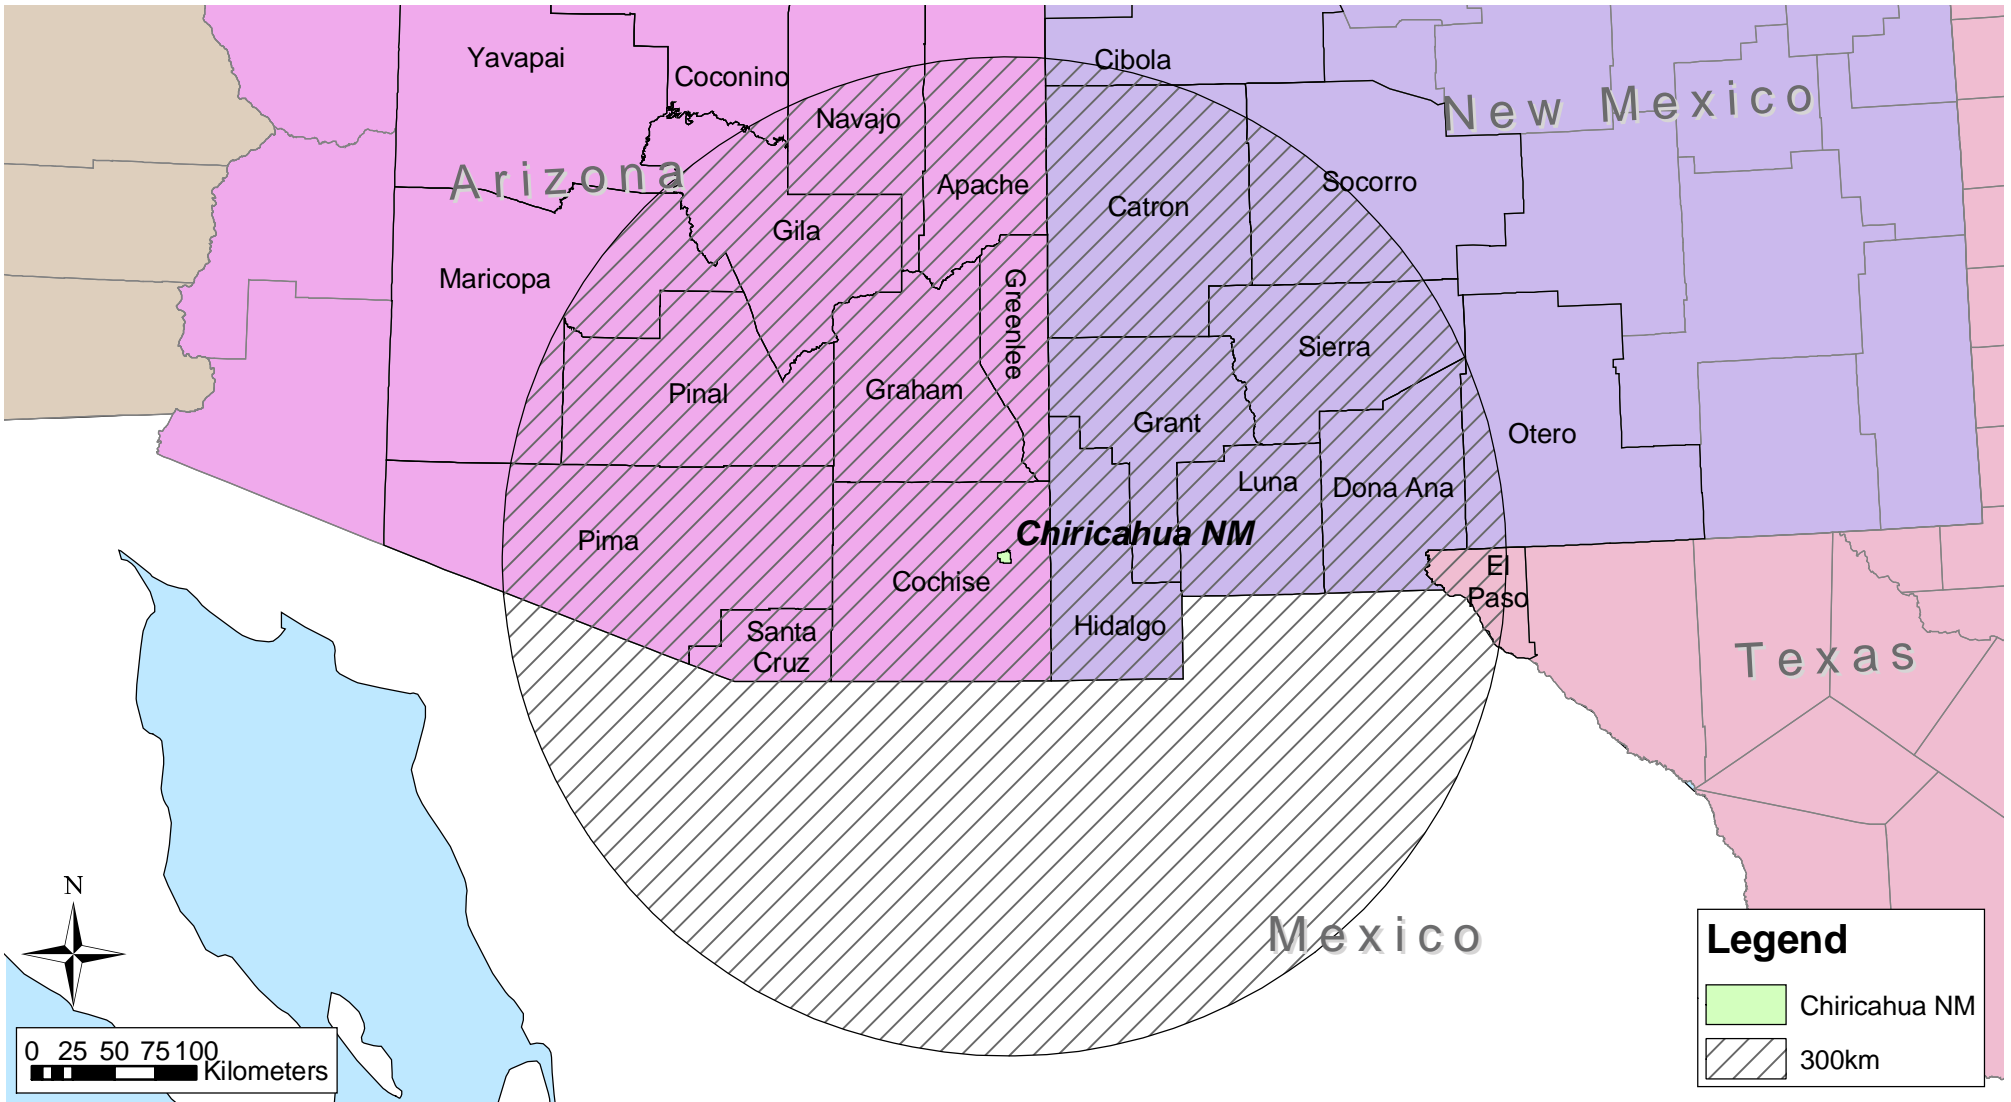 Yavapai
Coconino
Cibola
New Mexico
Navajo
Arizona
Apache
Socorro
Catron
Gila
Maricopa
Greenlee
Sierra
Pinal
Graham
Grant
Otero
Luna
Dona Ana
Chiricahua NM
Pima
Cochise
El
Paso
Santa
Cruz
Hidalgo
Texas
N
Mexico
Legend
Chiricahua NM
300km
0 25 50 75 100
Kilometers